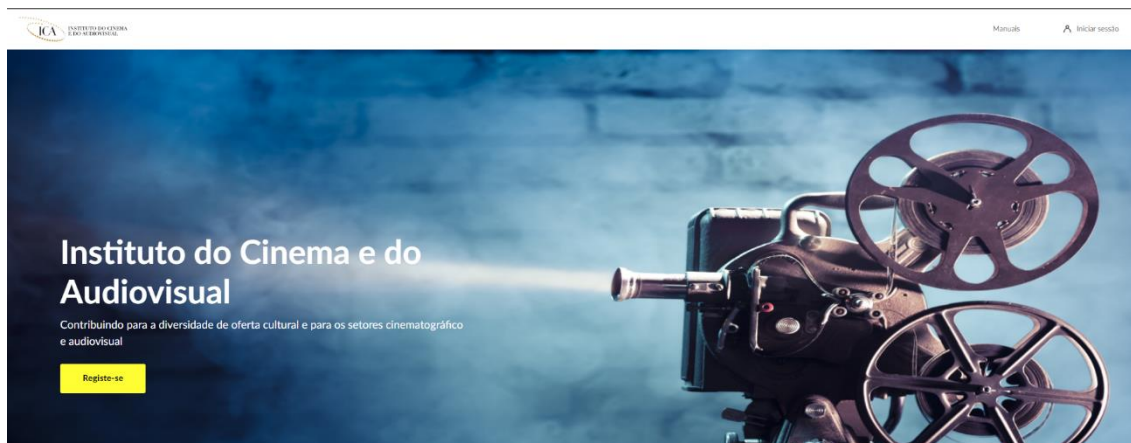 ICA
INSTITUTO DO CINEMA
E DO AUDIOVISUAL
Manuais
Iniciar sessão
Instituto do Cinema e do
Audiovisual
Contribuindo para a diversidade de oferta cultural e para os setores cinematográfico
e audiovisual
Registe-se